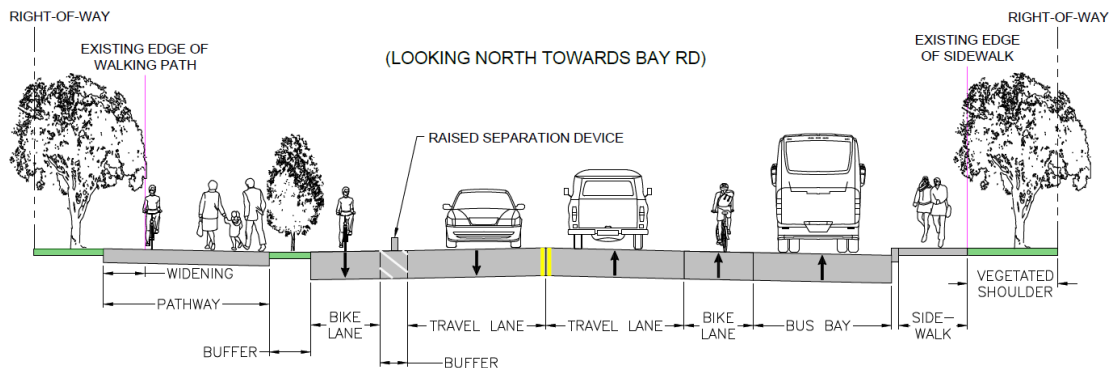 RIGHT-OF-WAY
RIGHT-OF-WAY
EXISTING EDGE OF
WALKING PATH
(LOOKING NORTH TOWARDS BAY RD)
EXISTING EDGE
OF SIDEWALK
RAISED SEPARATION DEVICE
WIDENING
PATHWAY
BUFFER
BIKE
LANE
BUFFER
TRAVEL LANE
TRAVEL LANE
BIKE
LANE
BUS BAY
SIDE-
WALK
VEGETATED
SHOULDER